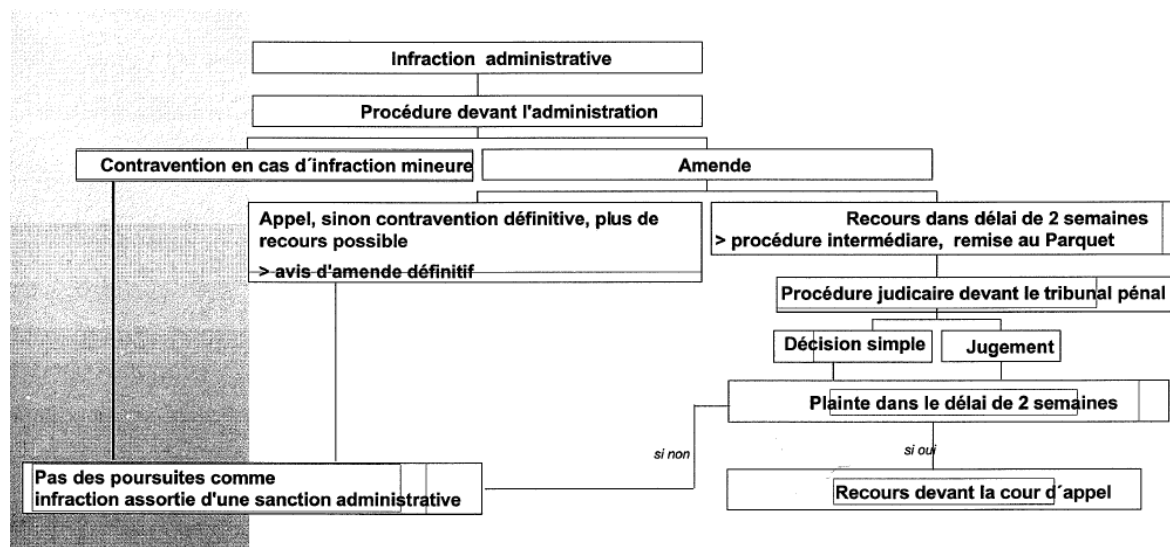 Infraction administrative
Procédure devant l'administration
Contravention en cas d´infraction mineure
Amende
Appel, sinon contravention définitive, plus de
recours possible
> avis d'amende définitif
Recours dans délai de 2 semaines
> procédure intermédiare, remise au Parquet
Procédure judicaire devant le tribunal pénal
Décision simple
Jugement
Plainte dans le délai de 2 semaines
si non
si oui
Pas des poursuites comme
infraction assortie d'une sanction administrative
Recours devant la cour d´appel